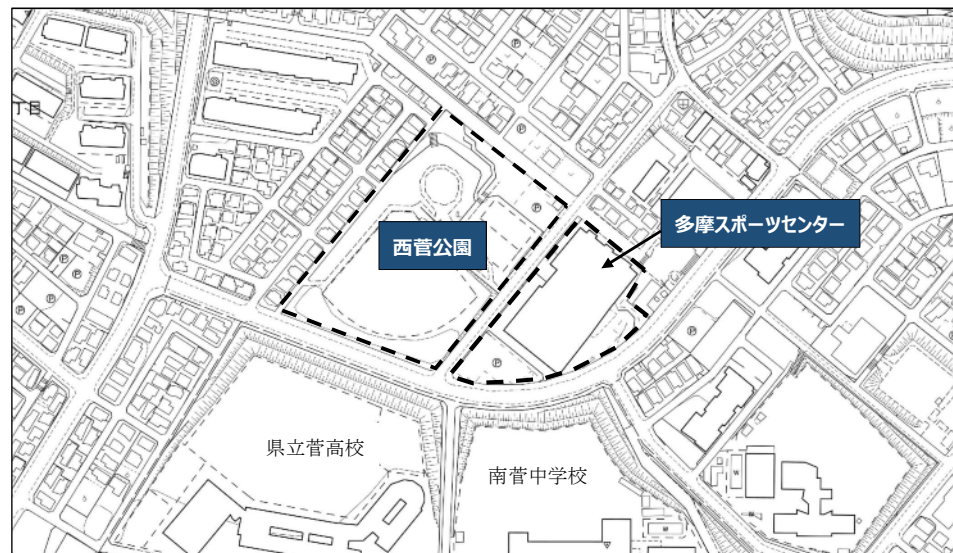 丁目
西菅公園
多摩スポーツセンター
県立菅高校
南菅中学校